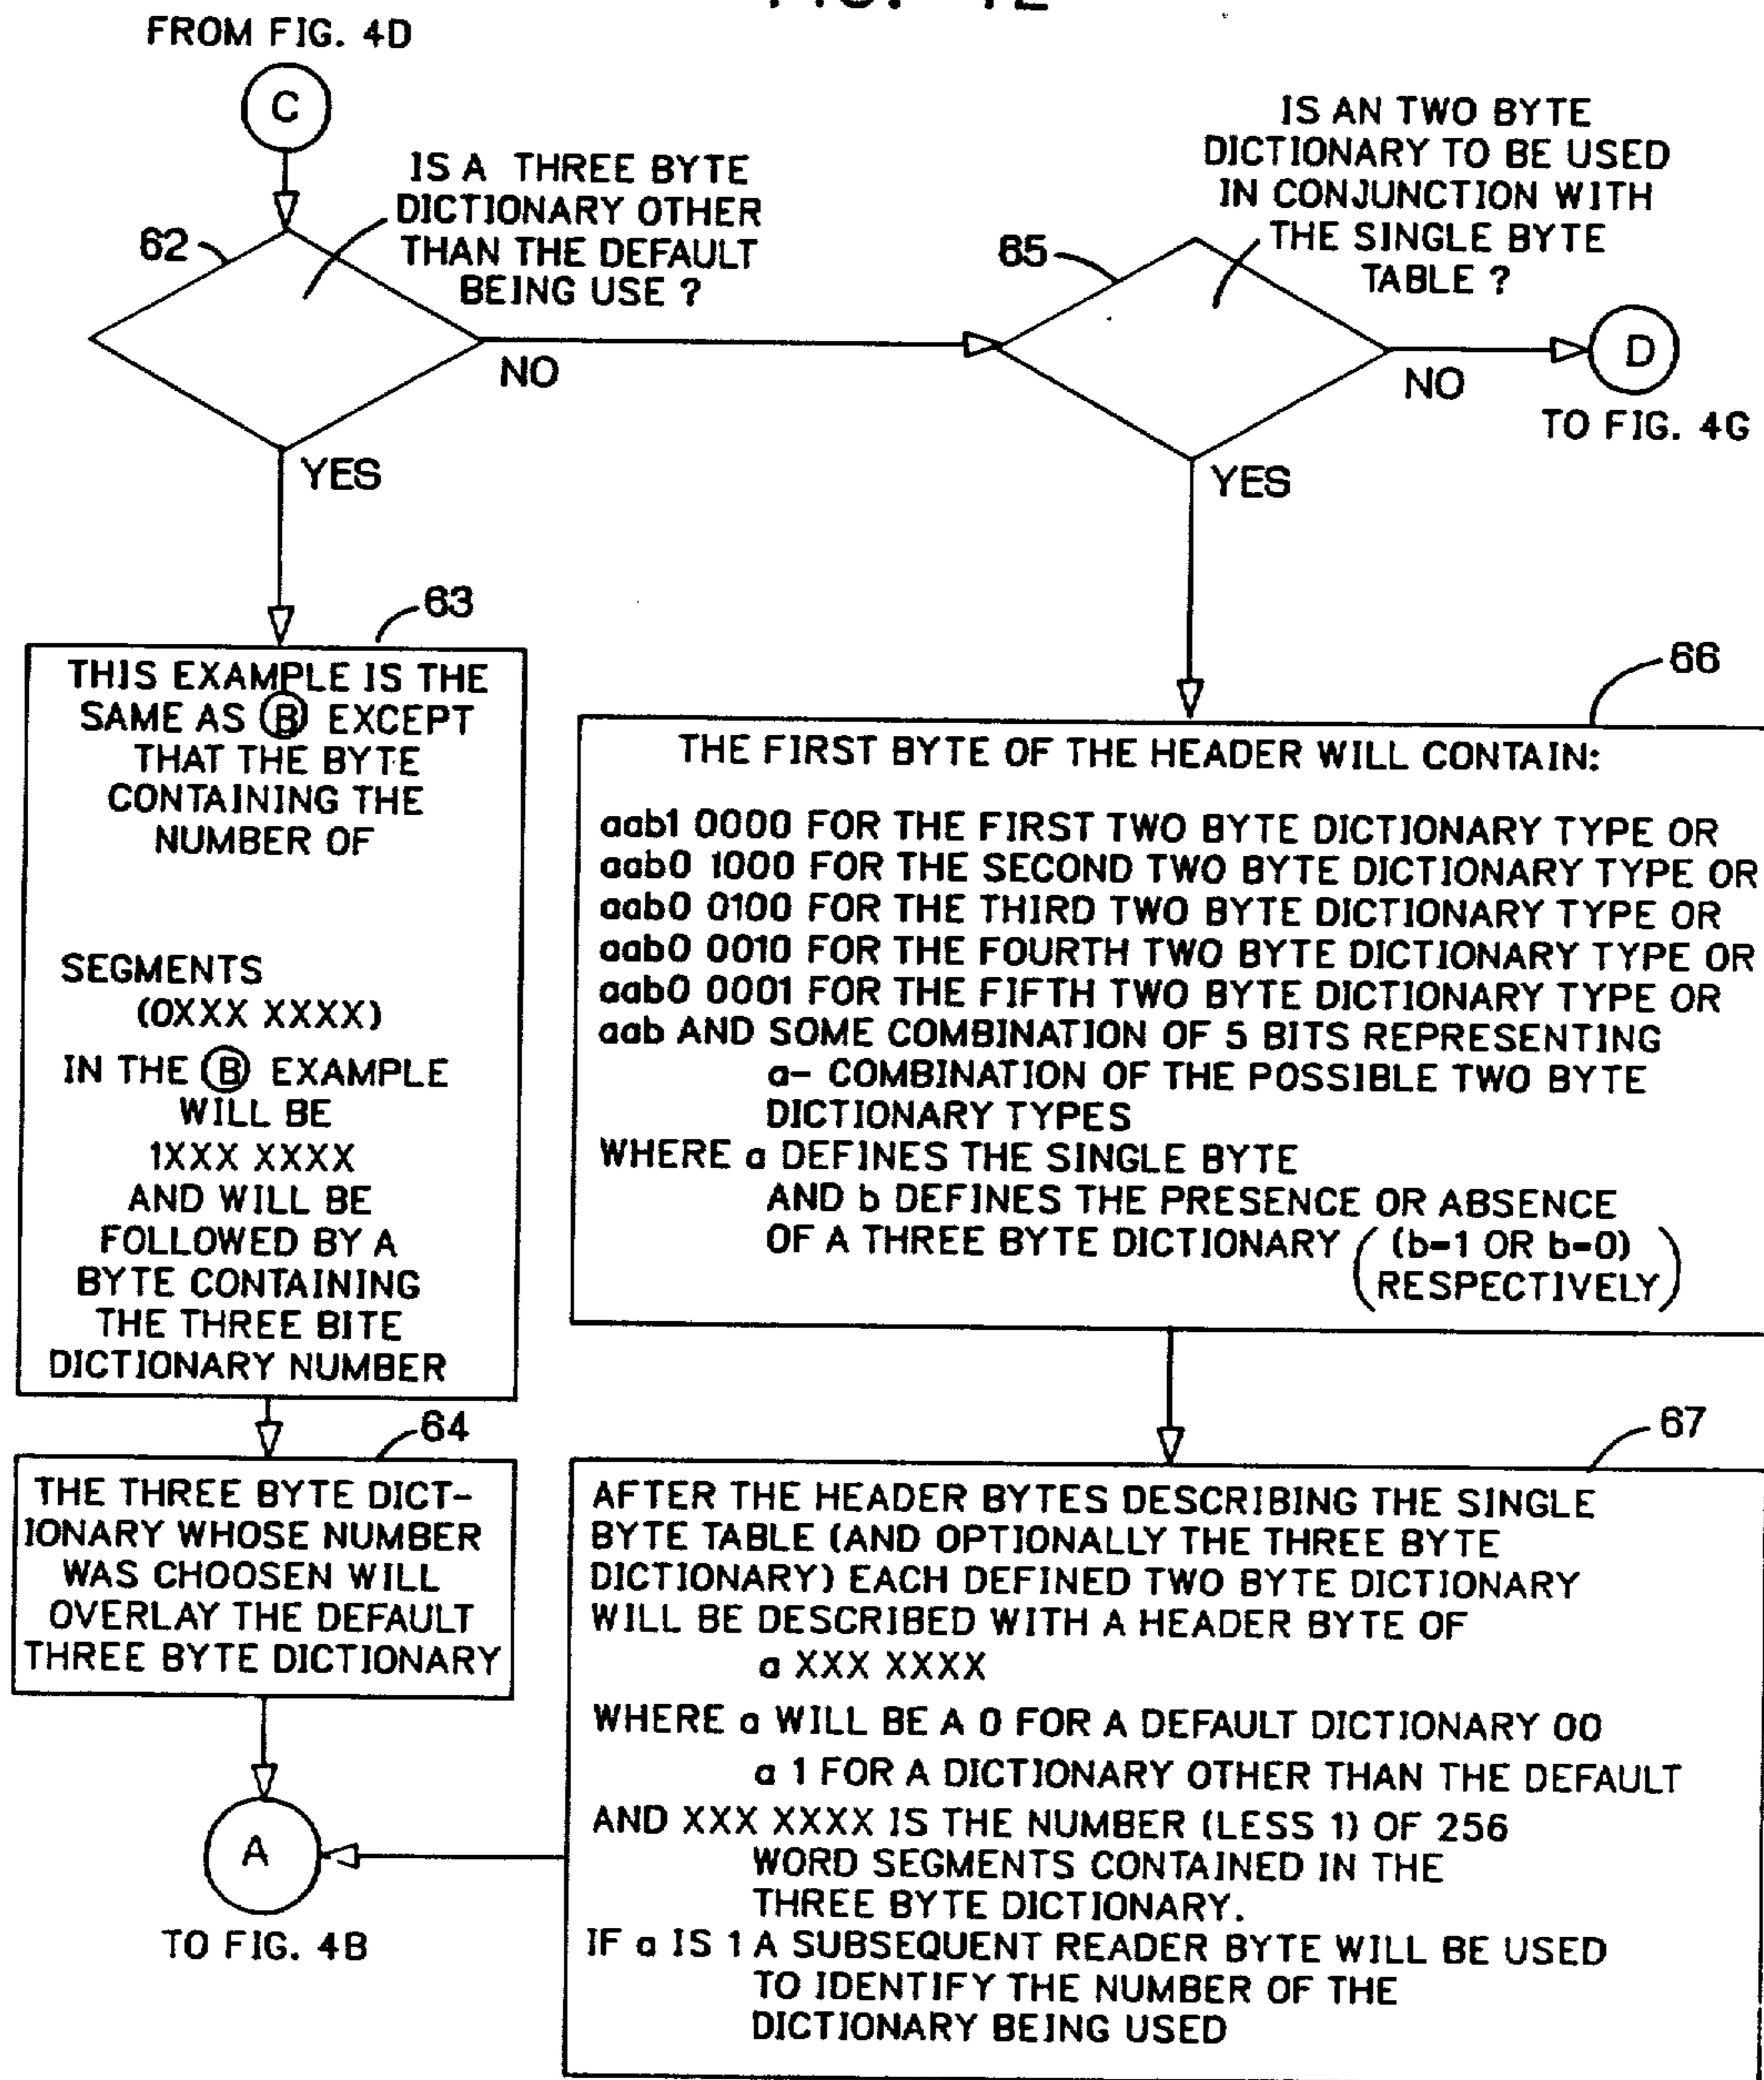 FROM FIG. 4D
C
IS A THREE BYTE
DICTIONARY OTHER
THAN THE DEFAULT
BEING USE ?
62
NO
YES
IS AN TWO BYTE
DICTIONARY TO BE USED
IN CONJUNCTION WITH
THE SINGLE BYTE
TABLE ?
65
NO
D
TO FIG. 4G
YES
63
THIS EXAMPLE IS THE
SAME AS B EXCEPT
THAT THE BYTE
CONTAINING THE
NUMBER OF
SEGMENTS
(0XXX XXXX)
IN THE B EXAMPLE
WILL BE
1XXX XXXX
AND WILL BE
FOLLOWED BY A
BYTE CONTAINING
THE THREE BITE
DICTIONARY NUMBER
64
THE THREE BYTE DICT-
IONARY WHOSE NUMBER
WAS CHOOSEN WILL
OVERLAY THE DEFAULT
THREE BYTE DICTIONARY
A
TO FIG. 4B
66
THE FIRST BYTE OF THE HEADER WILL CONTAIN:
aab1 0000 FOR THE FIRST TWO BYTE DICTIONARY TYPE OR
aab0 1000 FOR THE SECOND TWO BYTE DICTIONARY TYPE OR
aab0 0100 FOR THE THIRD TWO BYTE DICTIONARY TYPE OR
aab0 0010 FOR THE FOURTH TWO BYTE DICTIONARY TYPE OR
aab0 0001 FOR THE FIFTH TWO BYTE DICTIONARY TYPE OR
aab AND SOME COMBINATION OF 5 BITS REPRESENTING
a- COMBINATION OF THE POSSIBLE TWO BYTE
DICTIONARY TYPES
WHERE a DEFINES THE SINGLE BYTE
AND b DEFINES THE PRESENCE OR ABSENCE
OF A THREE BYTE DICTIONARY ( (b=1 OR b=0)
RESPECTIVELY )
67
AFTER THE HEADER BYTES DESCRIBING THE SINGLE
BYTE TABLE (AND OPTIONALLY THE THREE BYTE
DICTIONARY) EACH DEFINED TWO BYTE DICTIONARY
WILL BE DESCRIBED WITH A HEADER BYTE OF
a XXX XXXX
WHERE a WILL BE A 0 FOR A DEFAULT DICTIONARY 00
a 1 FOR A DICTIONARY OTHER THAN THE DEFAULT
AND XXX XXXX IS THE NUMBER (LESS 1) OF 256
WORD SEGMENTS CONTAINED IN THE
THREE BYTE DICTIONARY.
IF a IS 1 A SUBSEQUENT READER BYTE WILL BE USED
TO IDENTIFY THE NUMBER OF THE
DICTIONARY BEING USED